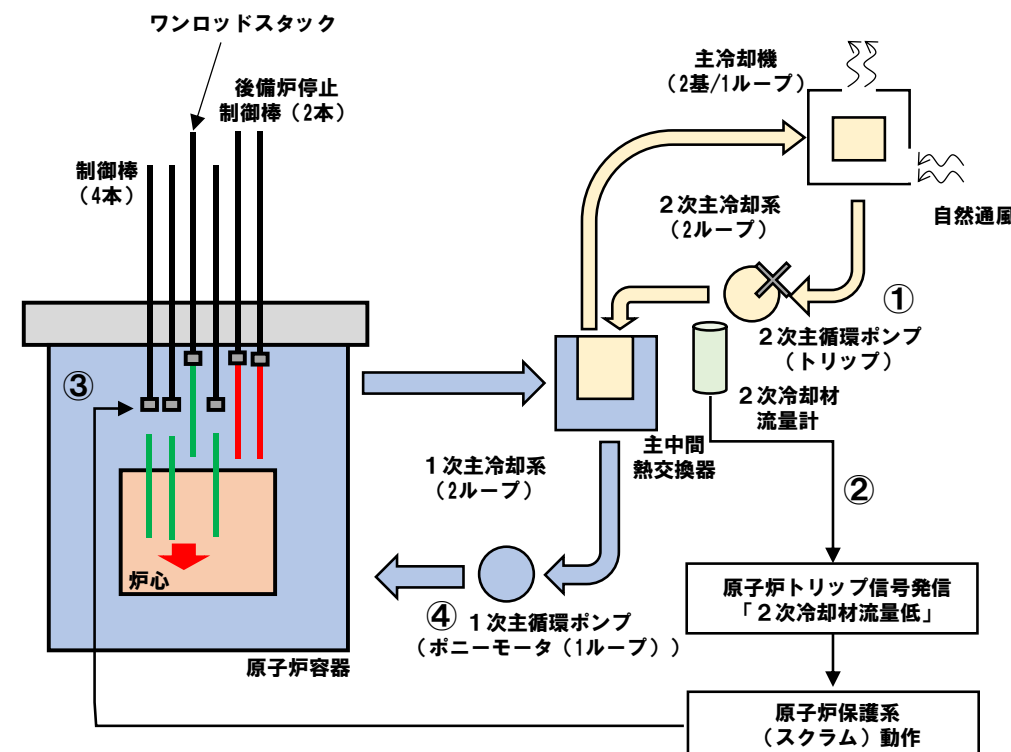 ワンロッドスタック
後備炉停止
制御棒（2本）
制御棒
（4本）
主冷却機
（2基/1ループ）
自然通風
２次主冷却系
（2ループ）
①
２次主循環ポンプ
（トリップ）
２次冷却材
流量計
主中間
熱交換器
②
③
１次主冷却系
（2ループ）
炉心
④
１次主循環ポンプ
（ポニーモータ（1ループ））
原子炉容器
原子炉トリップ信号発信
「２次冷却材流量低」
原子炉保護系
（スクラム）動作